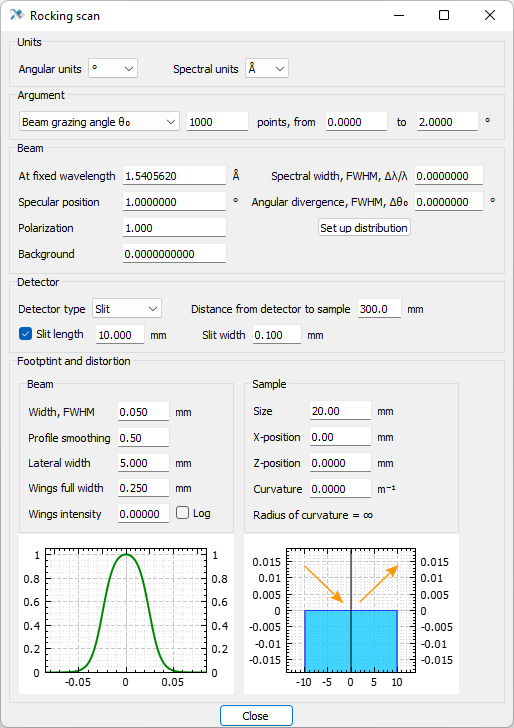 Rocking scan
Units
Angular units ° Spectral units Å
Argument
Beam grazing angle θ₀ 1000 points, from 0.0000 to 2.0000 °
Beam
At fixed wavelength 1.5405620 Å Spectral width, FWHM, Δλ/λ 0.0000000
Specular position 1.0000000 ° Angular divergence, FWHM, Δθ₀ 0.0000000 °
Polarization 1.000 Set up distribution
Background 0.0000000000
Detector
Detector type Slit Distance from detector to sample 300.0 mm
Slit length 10.000 mm Slit width 0.100 mm
Footptint and distortion
Beam
Width, FWHM 0.050 mm
Profile smoothing 0.50
Lateral width 5.000 mm
Wings full width 0.250 mm
Wings intensity 0.00000 Log
1 1
0.8 0.8
0.6 0.6
0.4 0.4
0.2 0.2
0 0
-0.05 0 0.05
Sample
Size 20.00 mm
X-position 0.00 mm
Z-position 0.0000 mm
Curvature 0.0000 m⁻¹
Radius of curvature = ∞
0.015 0.015
0.01 0.01
0.005 0.005
0 0
-0.005 -0.005
-0.01 -0.01
-0.015 -0.015
-10 -5 0 5 10
Close